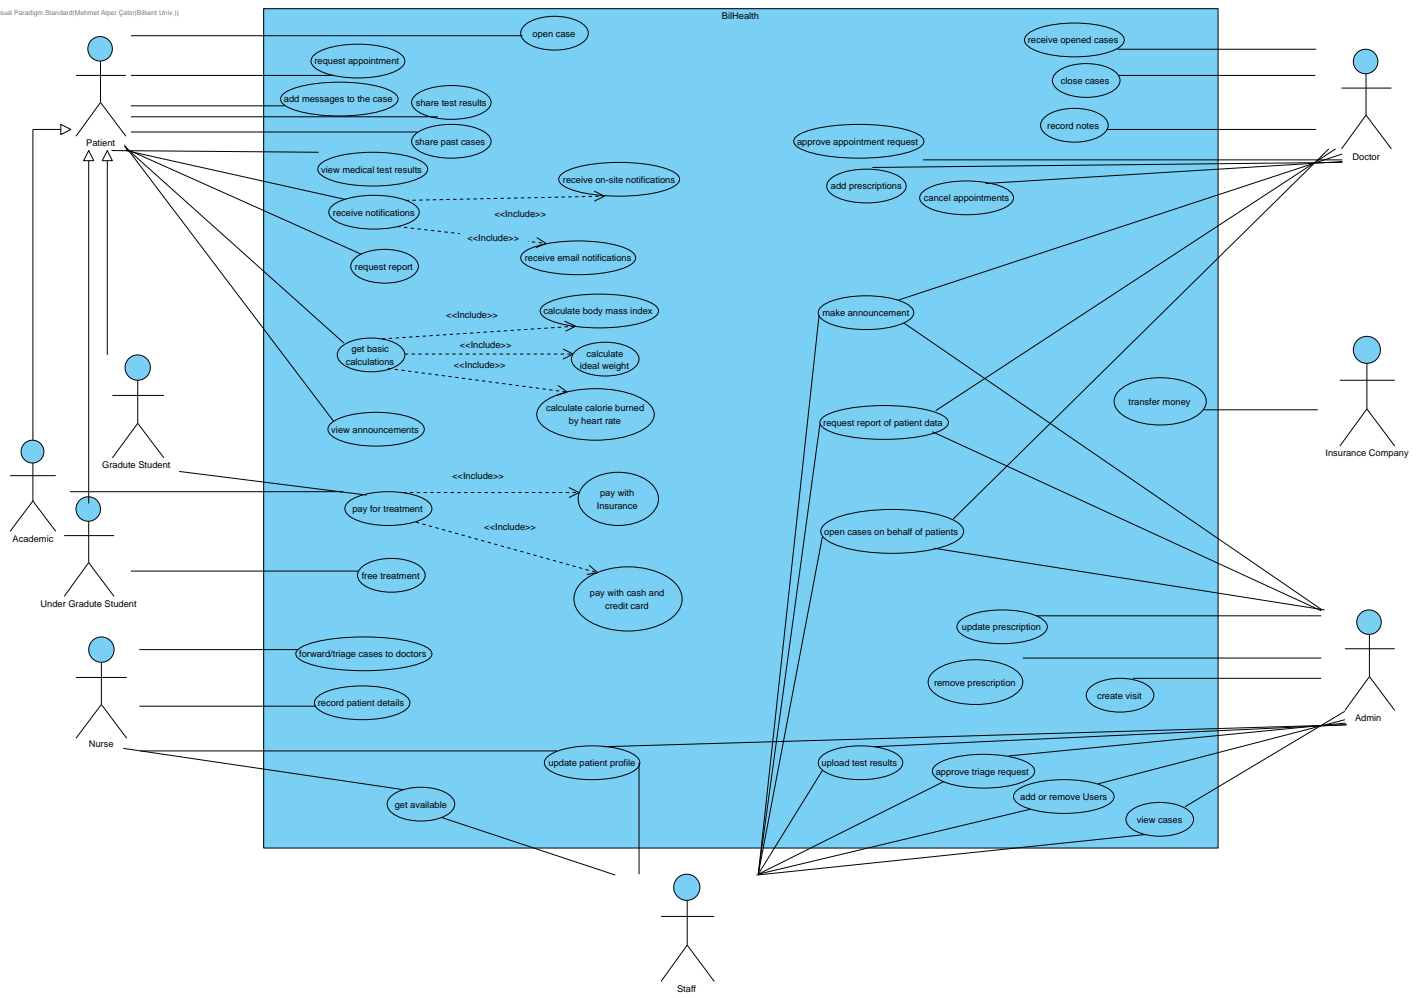 sual Paradigm Standard(Mehmet Alper Çetin(Bilkent Univ.))
BilHealth
open case
receive opened cases
request appointment
close cases
add messages to the case
share test results
record notes
share past cases
approve appointment request
Patient
Doctor
view medical test results
receive on-site notifications
add prescriptions
cancel appointments
receive notifications
<<Include>>
<<Include>>
receive email notifications
request report
calculate body mass index
make announcement
<<Include>>
get basic
calculations
<<Include>>
calculate
ideal weight
<<Include>>
transfer money
calculate calorie burned
by heart rate
view announcements
request report of patient data
Insurance Company
Gradute Student
<<Include>>
pay with
Insurance
pay for treatment
<<Include>>
open cases on behalf of patients
Academic
free treatment
pay with cash and
credit card
Under Gradute Student
update prescription
forward/triage cases to doctors
remove prescription
create visit
record patient details
Admin
Nurse
update patient profile
upload test results
approve triage request
add or remove Users
get available
view cases
Staff